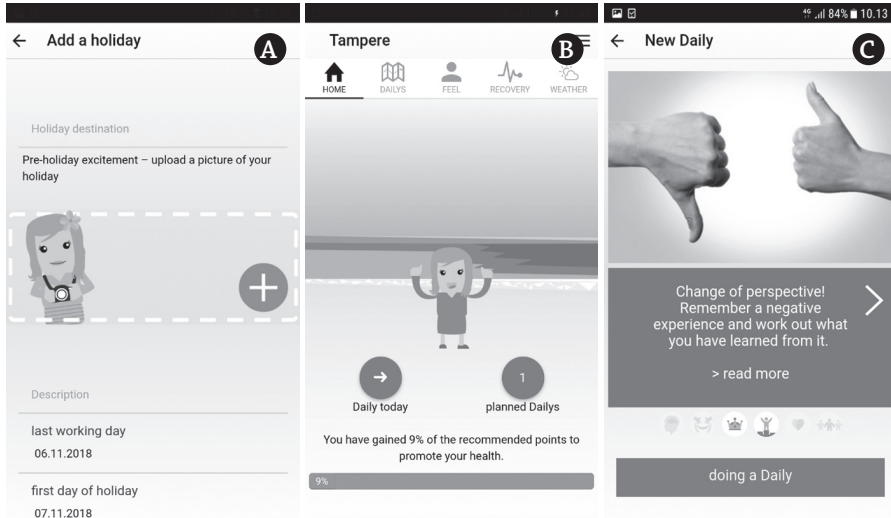 Add a holiday
A
Holiday destination
Pre-holiday excitement – upload a picture of your
holiday
Description
last working day
06.11.2018
first day of holiday
07.11.2018
Tampere
B
HOME
DAILYS
FEEL
RECOVERY
WEATHER
Daily today
1
planned Dailys
You have gained 9% of the recommended points to
promote your health.
9%
4G 84% 10.13
New Daily
C
Change of perspective!
Remember a negative
experience and work out what
you have learned from it.
> read more
doing a Daily